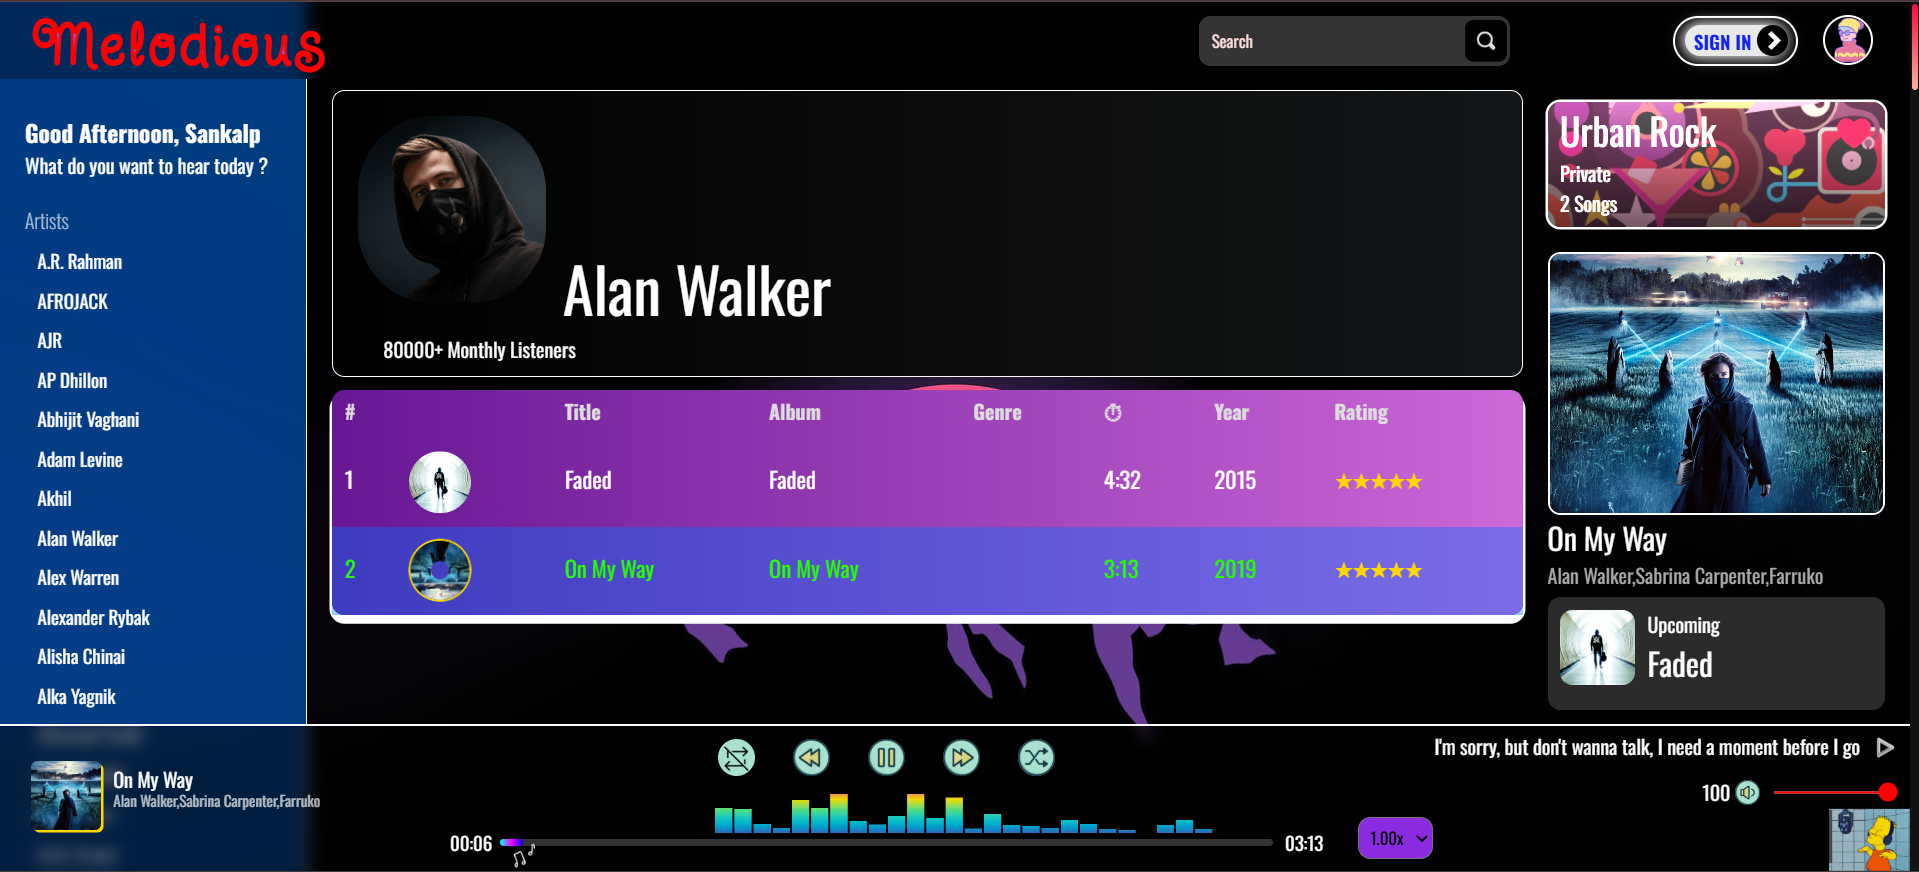 Melodious
Search
SIGN IN
Good Afternoon, Sankalp
What do you want to hear today ?
Artists
A.R. Rahman
AFROJACK
AJR
AP Dhillon
Abhijit Vaghani
Adam Levine
Akhil
Alan Walker
Alex Warren
Alexander Rybak
Alisha Chinai
Alka Yagnik
Alan Walker
80000+ Monthly Listeners
# Title Album Genre ⏱ Year Rating
1 Faded Faded 4:32 2015 ★★★★★
2 On My Way On My Way 3:13 2019 ★★★★★
Urban Rock
Private
2 Songs
On My Way
Alan Walker,Sabrina Carpenter,Farruko
Upcoming
Faded
On My Way
Alan Walker,Sabrina Carpenter,Farruko
00:06
03:13
1.00x
I'm sorry, but don't wanna talk, I need a moment before I go
100